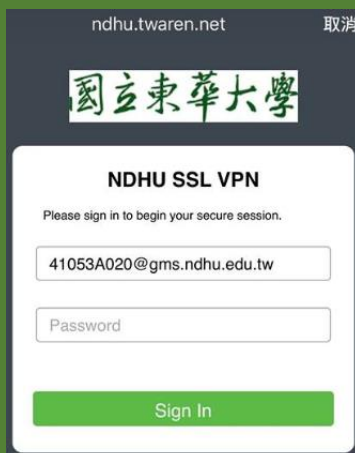 ndhu.twaren.net 取消
國立東華大學
NDHU SSL VPN
Please sign in to begin your secure session.
41053A020@gms.ndhu.edu.tw
Password
Sign In